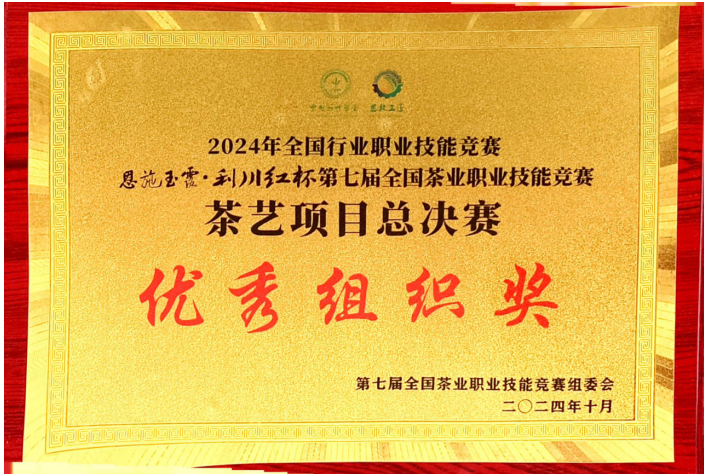 2024年全国行业职业技能竞赛
恩施玉露·利川红杯第七届全国茶业职业技能竞赛
茶艺项目总决赛
优秀组织奖
第七届全国茶业职业技能竞赛组委会
二〇二四年十月